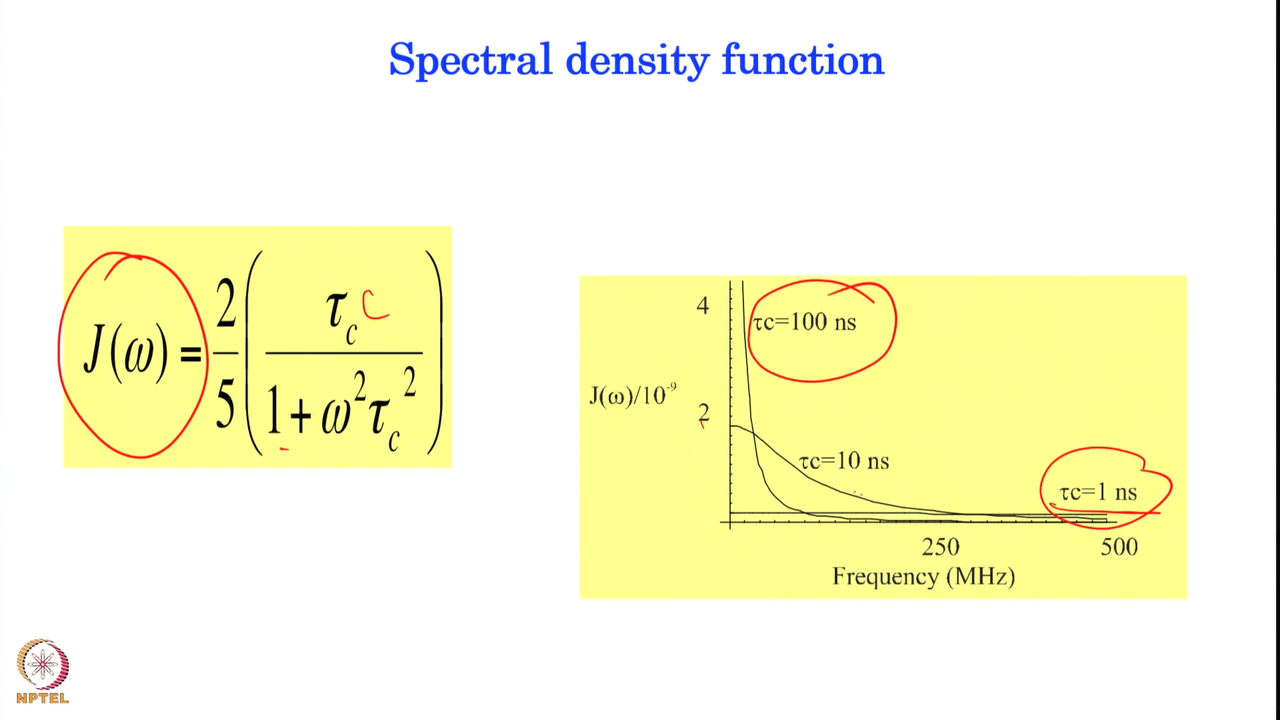 Spectral density function
J(ω) = 2/5 ( τc C / 1 + ω²τc² )
4
τc=100 ns
J(ω)/10⁻⁹
2
τc=10 ns
τc=1 ns
250
500
Frequency (MHz)
NPTEL